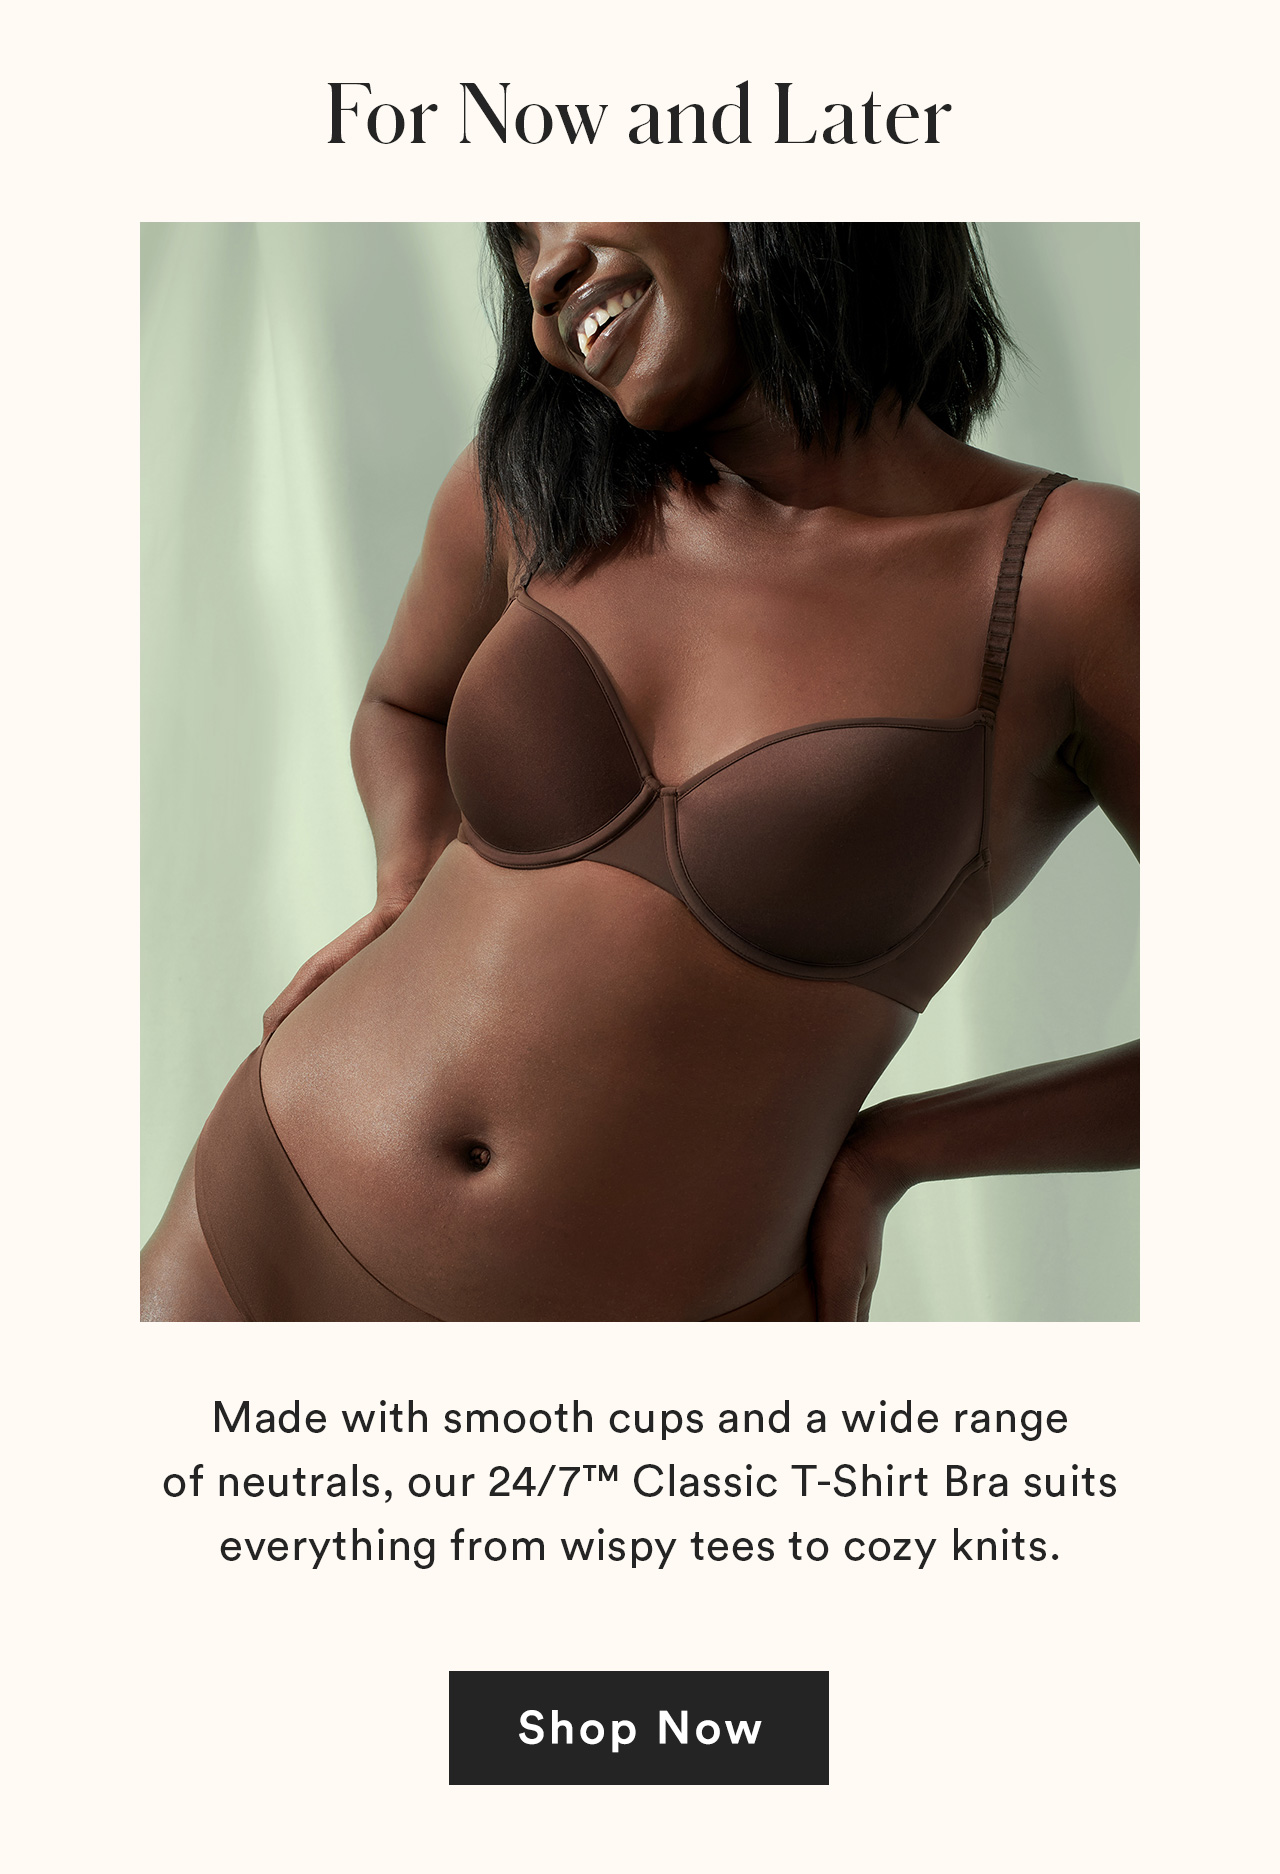 For Now and Later
Made with smooth cups and a wide range
of neutrals, our 24/7™ Classic T-Shirt Bra suits
everything from wispy tees to cozy knits.
Shop Now